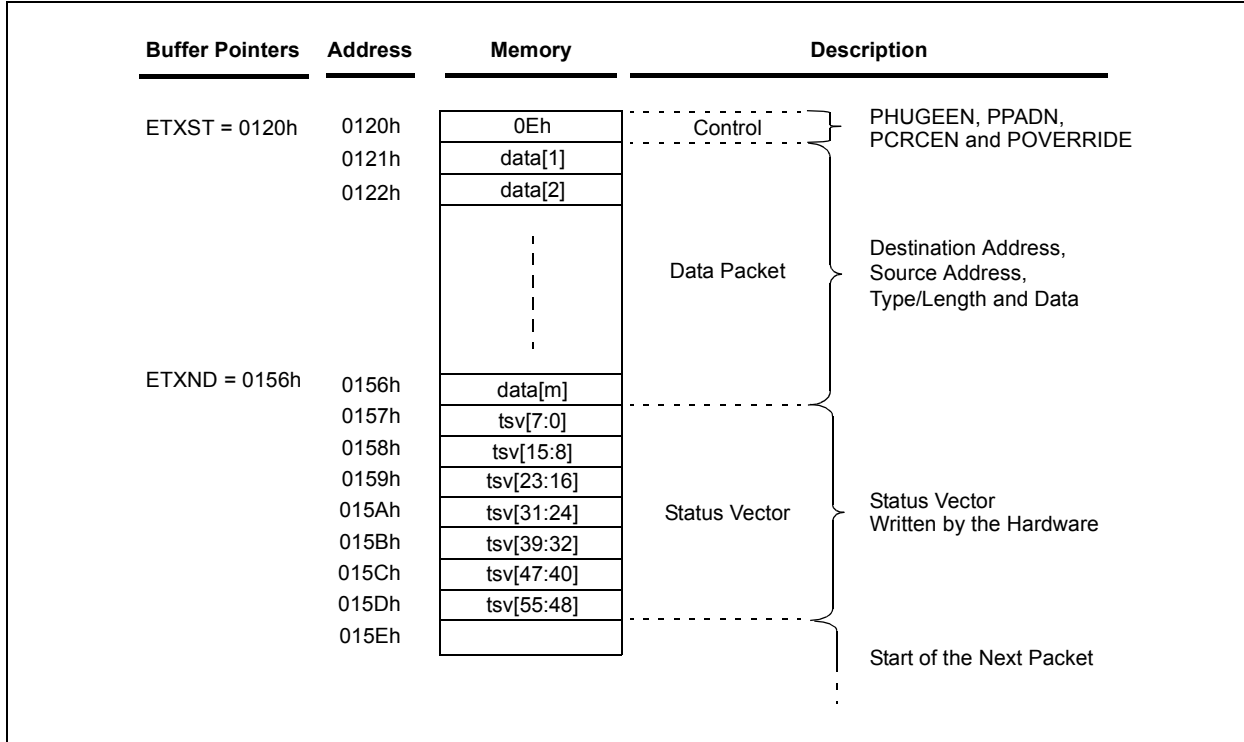 Buffer Pointers Address Memory Description
ETXST = 0120h 0120h 0Eh Control PHUGEEN, PPADN,
PCRCEN and POVERRIDE
0121h data[1]
0122h data[2]
Destination Address,
Data Packet Source Address,
Type/Length and Data
ETXND = 0156h 0156h data[m]
0157h tsv[7:0]
0158h tsv[15:8]
0159h tsv[23:16]
015Ah tsv[31:24] Status Vector Status Vector
Written by the Hardware
015Bh tsv[39:32]
015Ch tsv[47:40]
015Dh tsv[55:48]
015Eh
Start of the Next Packet